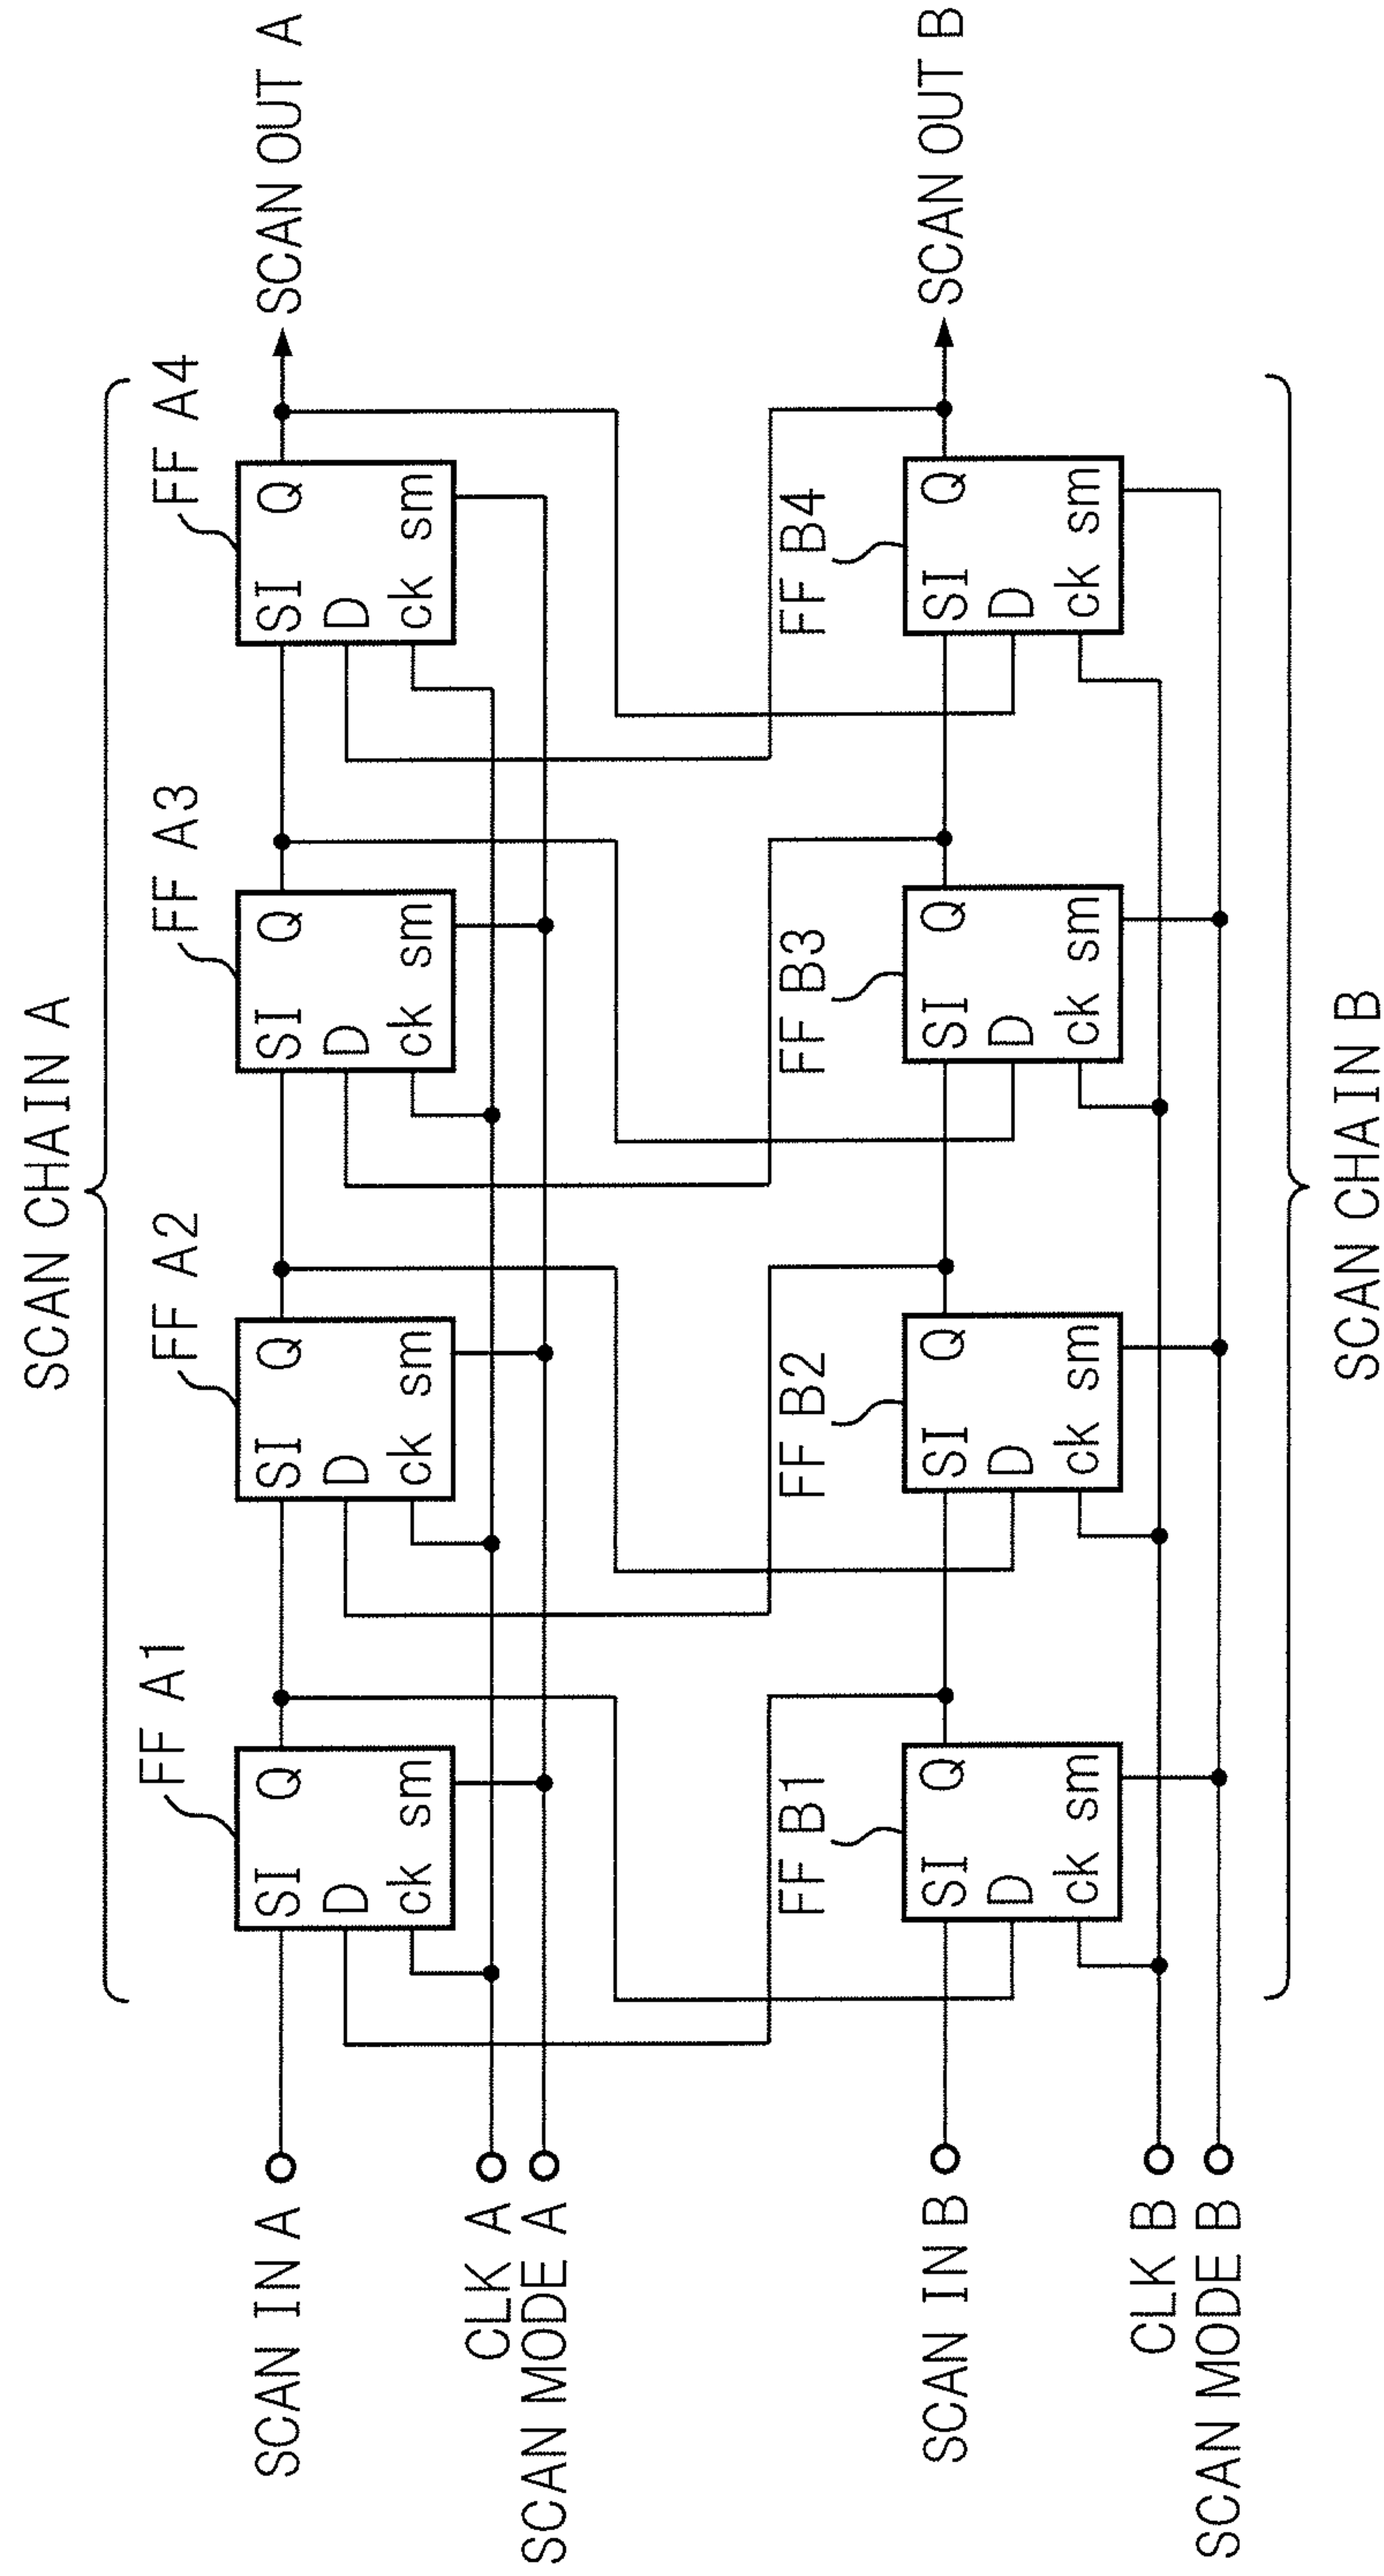 SCAN CHAIN A
FF A1
FF A2
FF A3
FF A4
SI Q
D
ck sm
SI Q
D
ck sm
SI Q
D
ck sm
SI Q
D
ck sm
SCAN IN A
SCAN OUT A
CLK A
SCAN MODE A
FF B1
FF B2
FF B3
FF B4
SI Q
D
ck sm
SI Q
D
ck sm
SI Q
D
ck sm
SI Q
D
ck sm
SCAN IN B
SCAN OUT B
CLK B
SCAN MODE B
SCAN CHAIN B